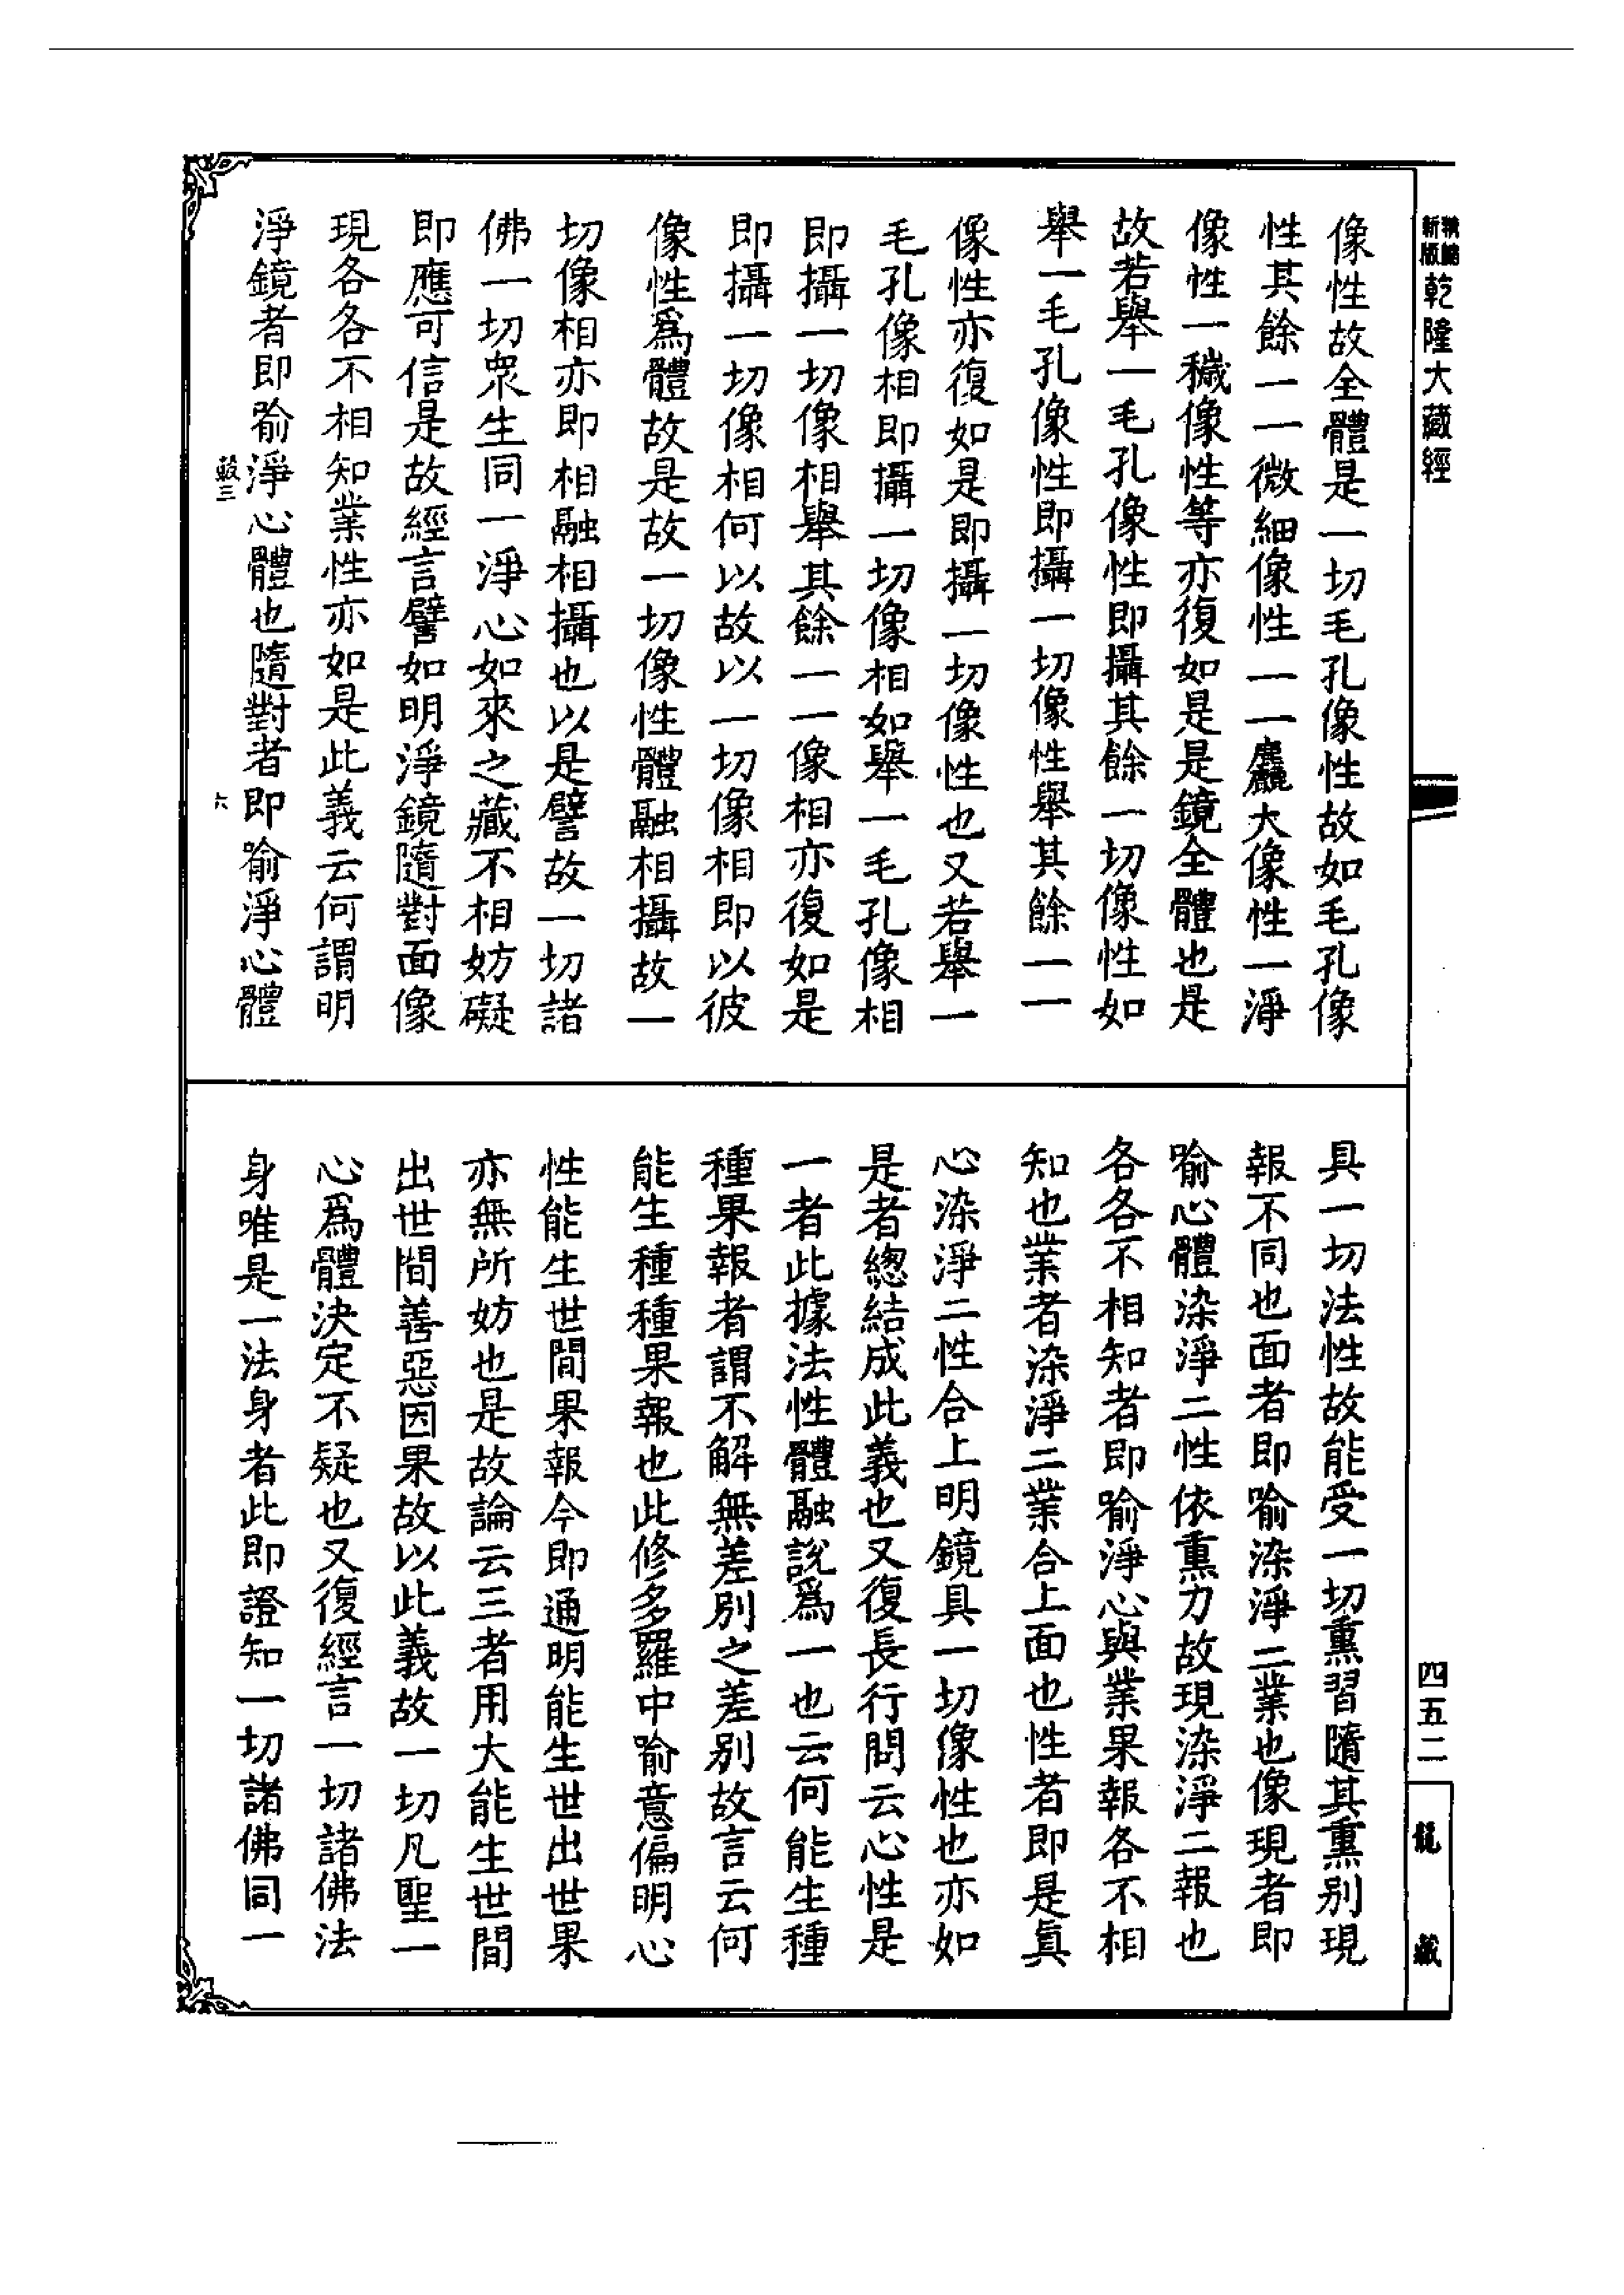 新版
乾隆大藏經
像性故全體是一切毛孔像性故如毛孔像
性其餘一一微細像性一一麤大像性一淨
像性一穢像性等亦復如是是鏡全體也是
故若舉一毛孔像性即攝其餘一切像性如
舉一毛孔像性即攝一切像性舉其餘一一
像性亦復如是即攝一切像性也又若舉一
毛孔像相即攝一切像相如舉一毛孔像相
即攝一切像相舉其餘一一像相亦復如是
即攝一切像相何以故以一切像相即以彼
像性爲體故是故一切像性體融相攝故一
切像相亦即相融相攝也以是譬故一切諸
佛一切衆生同一淨心如來之藏不相妨礙
即應可信是故經言譬如明淨鏡隨對面像
現各各不相知業性亦如是此義云何謂明
淨鏡者即喻淨心體也隨對者即喻淨心體
六
四五二
龍藏
具一切法性故能受一切熏習隨其熏別現
報不同也面者即喻染淨二業也像現者即
喻心體染淨二性依熏力故現染淨二報也
各各不相知者即喻淨心與業果報各不相
知也業者染淨二業合上面也性者即是眞
心染淨二性合上明鏡具一切像性也亦如
是者總結成此義也又復長行問云心性是
一者此據法性體融說爲一也云何能生種
種果報者謂不解無差別之差別故言云何
能生種種果報也此修多羅中喻意偏明心
性能生世間果報今即通明能生世出世果
亦無所妨也是故論云三者用大能生世間
出世間善惡因果故以此義故一切凡聖一
心爲體決定不疑也又復經言一切諸佛法
身唯是一法身者此即證知一切諸佛同一